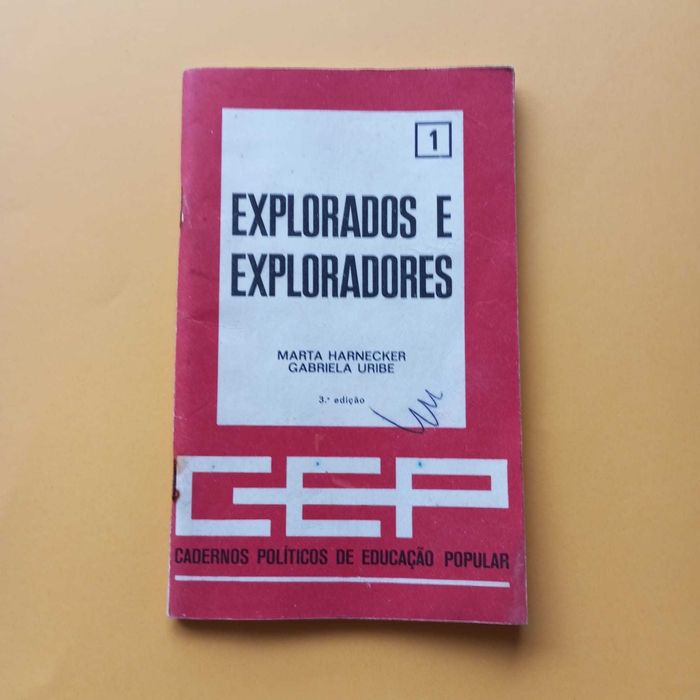 1
EXPLORADOS E
EXPLORADORES
MARTA HARNECKER
GABRIELA URIBE
3.ª edição
CEP
CADERNOS POLÍTICOS DE EDUCAÇÃO POPULAR